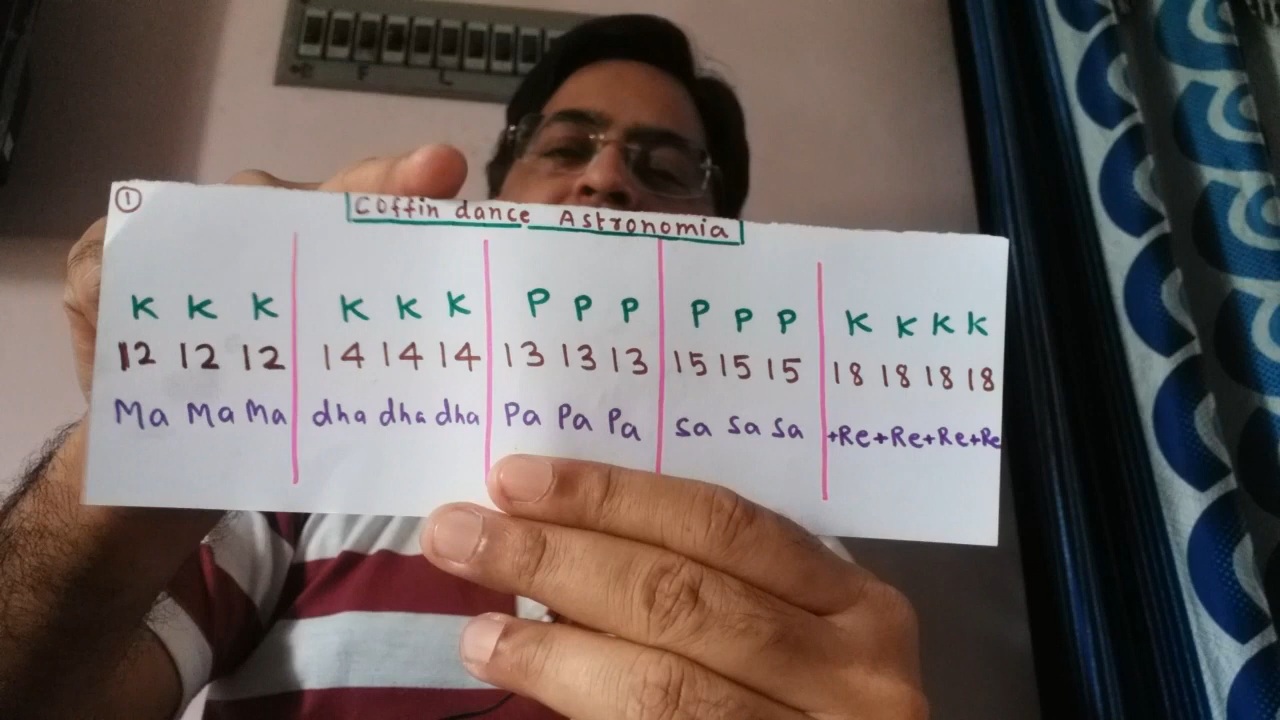 ①
Coffin dance Astronomia
K K K K K K P P P P P P K K K K
12 12 12 14 14 14 13 13 13 15 15 15 18 18 18 18
Ma Ma Ma dha dha dha Pa Pa Pa Sa Sa Sa +Re+Re+Re+Re